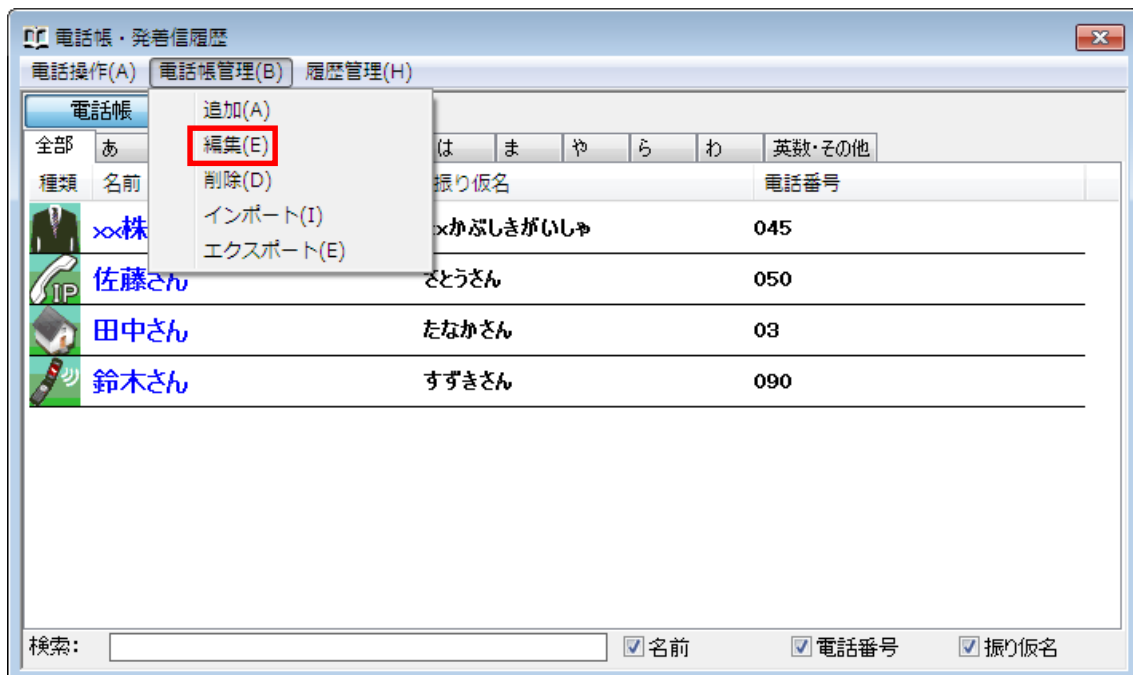 電話帳・発着信履歴
電話操作(A) 電話帳管理(B) 履歴管理(H)
電話帳
追加(A)
編集(E)
削除(D)
インポート(I)
エクスポート(E)
全部 あ は ま や ら わ 英数・その他
種類 名前 振り仮名 電話番号
xx株 xかぶしきがいしゃ 045
IP 佐藤さん さとうさん 050
田中さん たなかさん 03
鈴木さん すずきさん 090
検索: 名前 電話番号 振り仮名